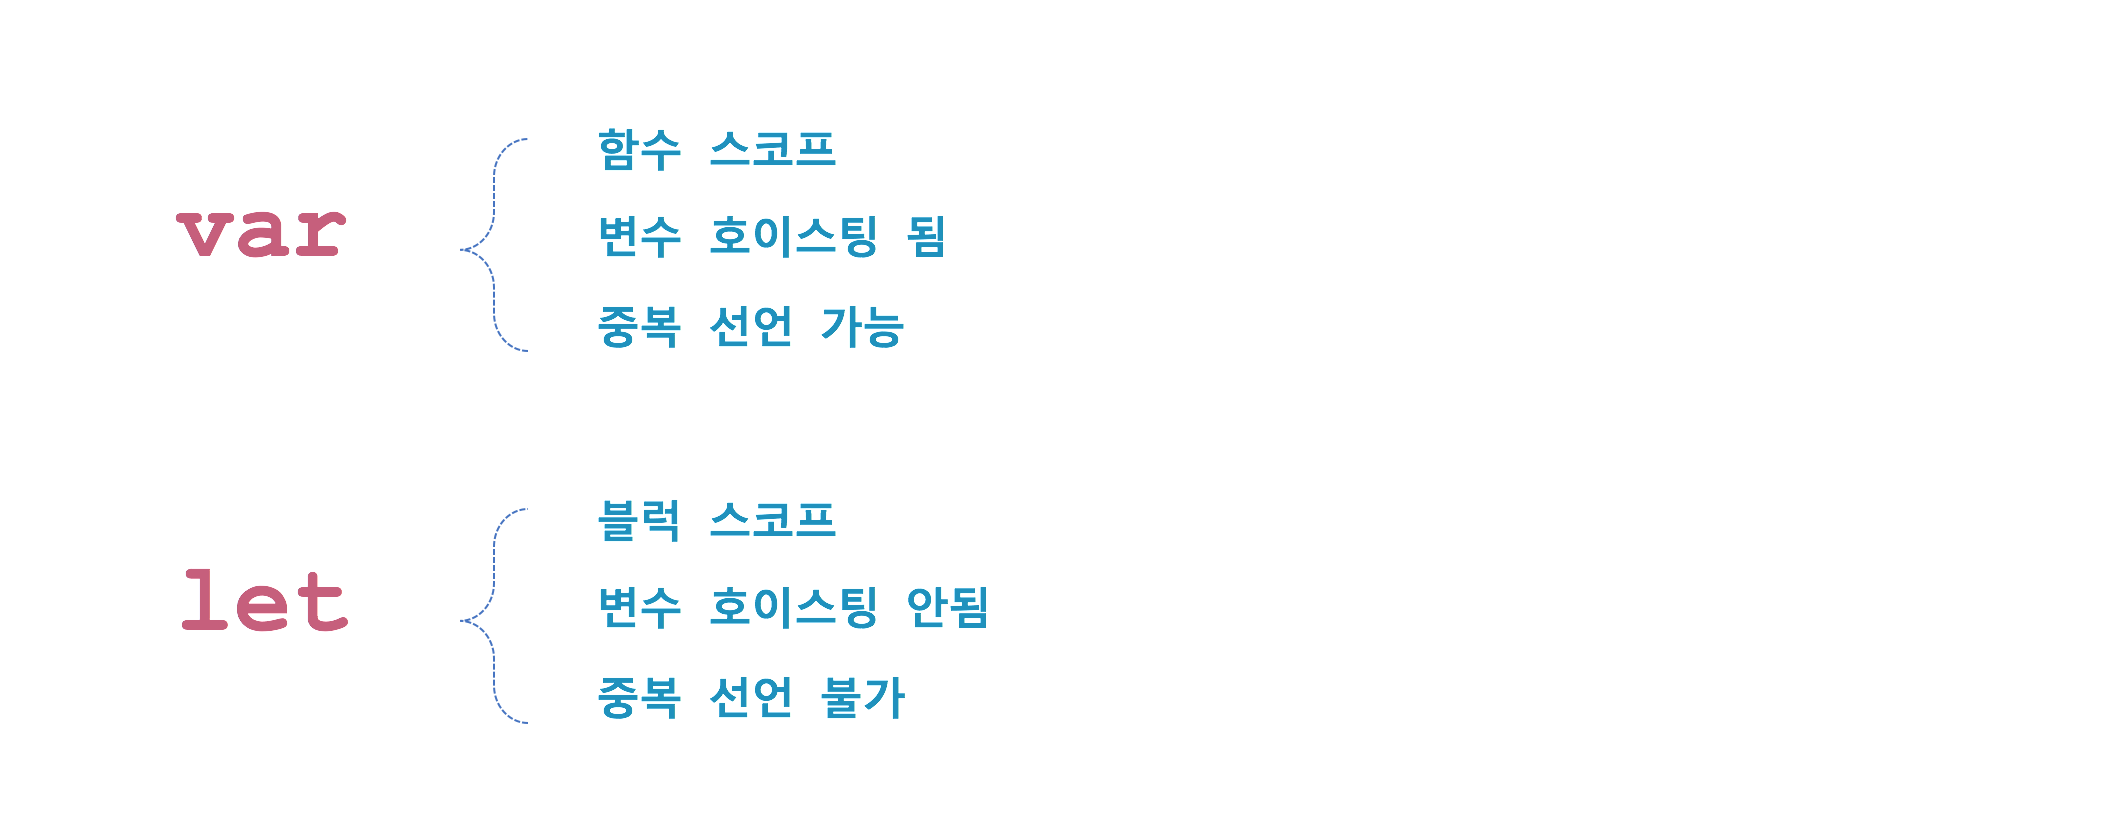 var
함수 스코프
변수 호이스팅 됨
중복 선언 가능
let
블럭 스코프
변수 호이스팅 안됨
중복 선언 불가